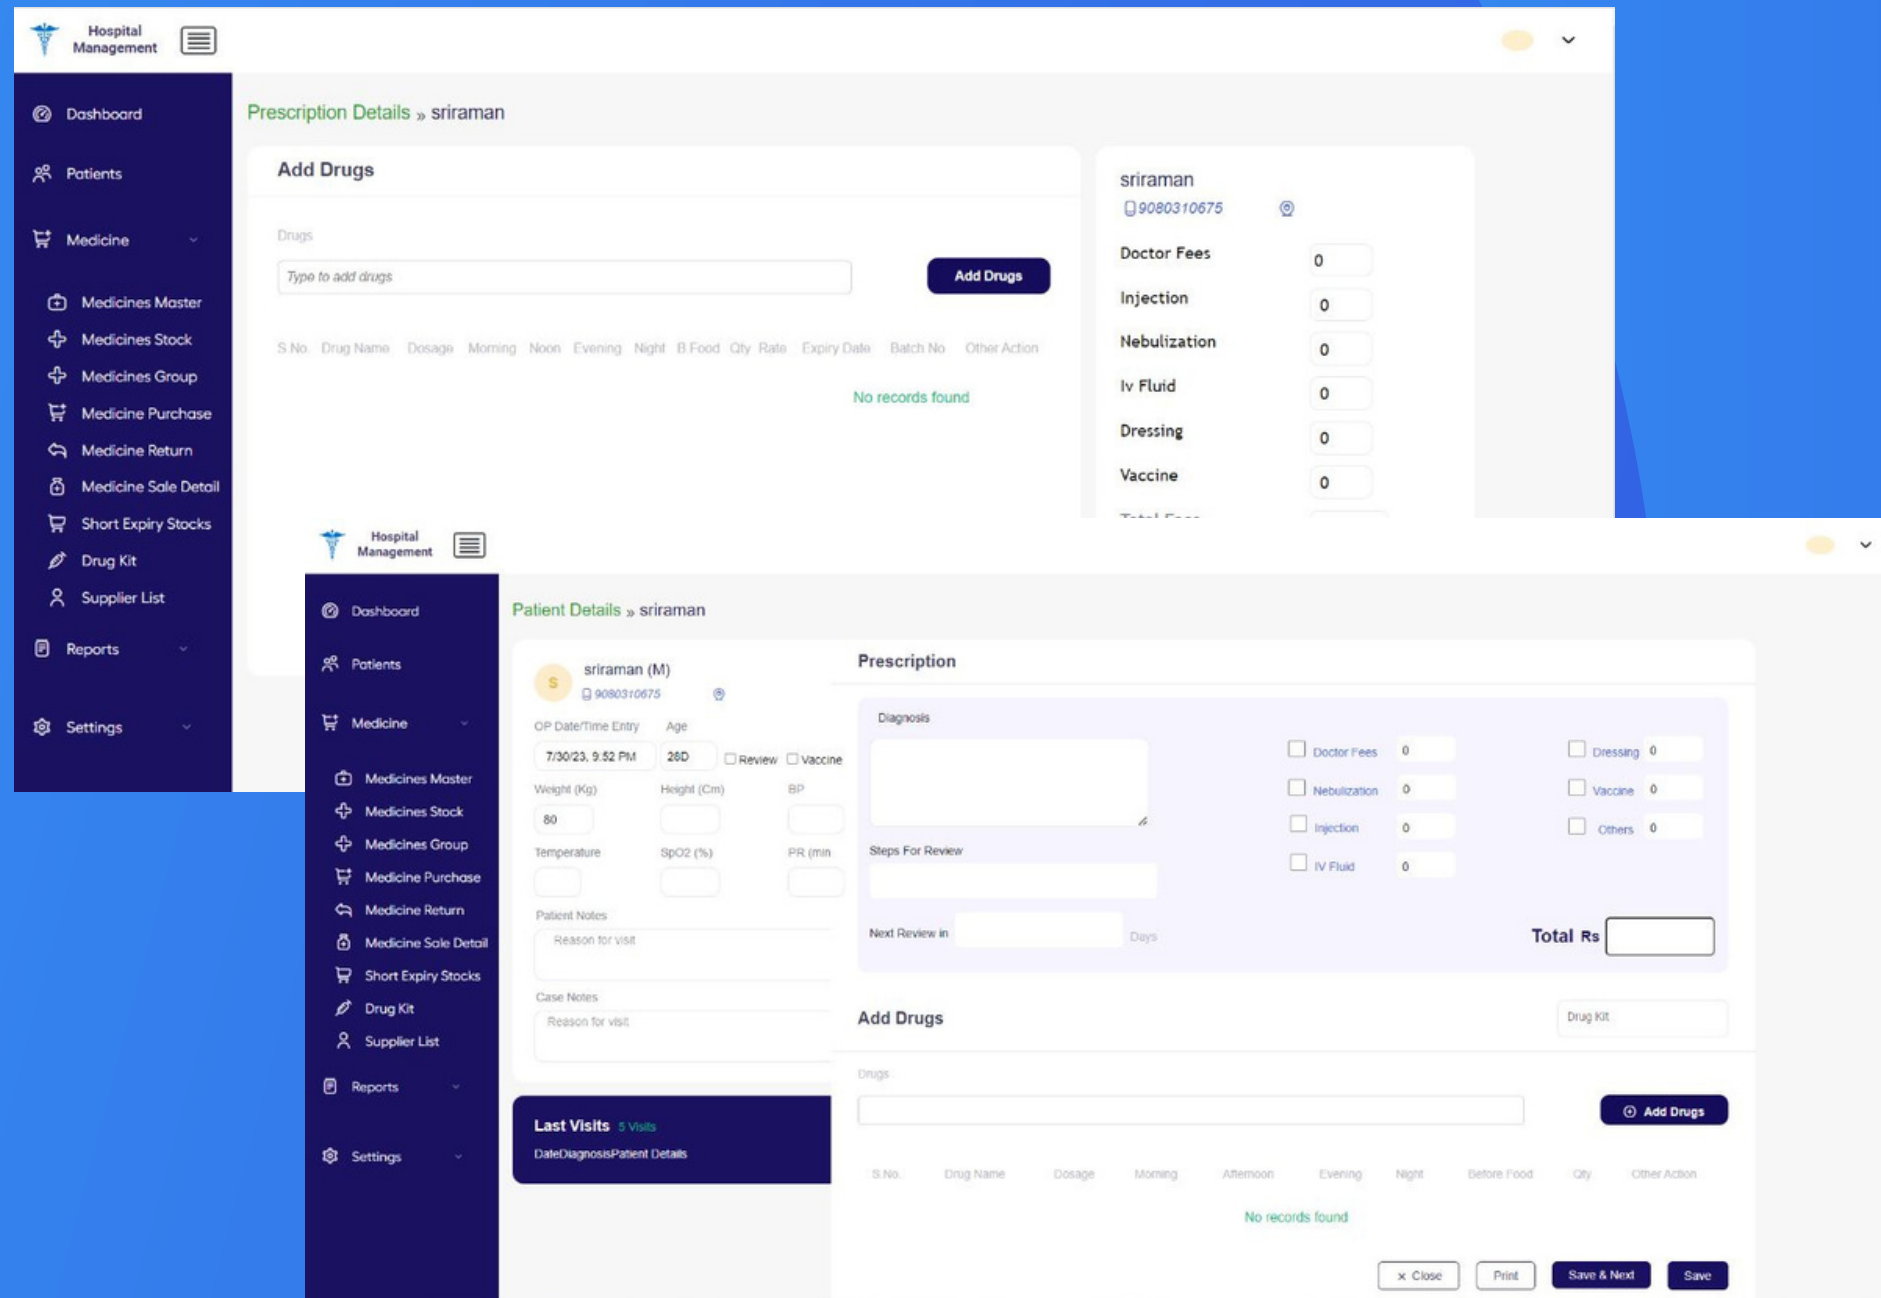 Hospital
Management
Dashboard
Patients
Medicine
Medicines Master
Medicines Stock
Medicines Group
Medicine Purchase
Medicine Return
Medicine Sale Detail
Short Expiry Stocks
Drug Kit
Supplier List
Reports
Settings
Prescription Details » sriraman
Add Drugs
Drugs
Type to add drugs
Add Drugs
S No. Drug Name Dosage Morning Noon Evening Night B.Food Qty Rate Expiry Date Batch No Other Action
No records found
sriraman
9080310675
Doctor Fees 0
Injection 0
Nebulization 0
Iv Fluid 0
Dressing 0
Vaccine 0
Total Fees
Hospital
Management
Dashboard
Patients
Medicine
Medicines Master
Medicines Stock
Medicines Group
Medicine Purchase
Medicine Return
Medicine Sale Detail
Short Expiry Stocks
Drug Kit
Supplier List
Reports
Settings
Patient Details » sriraman
S
sriraman (M)
9080310675
OP Date/Time Entry Age
7/30/23, 9:52 PM 28D Review Vaccine
Weight (Kg) Height (Cm) BP
80
Temperature SpO2 (%) PR (min
Patient Notes
Reason for visit
Case Notes
Reason for visit
Last Visits 5 Visits
DateDiagnosisPatient Details
Prescription
Diagnosis
Steps For Review
Next Review in Days
Doctor Fees 0 Dressing 0
Nebulization 0 Vaccine 0
Injection 0 Others 0
IV Fluid 0
Total Rs
Add Drugs
Drug Kit
Drugs
Add Drugs
S.No. Drug Name Dosage Morning Afternoon Evening Night Before Food Qty. Other Action
No records found
x Close Print Save & Next Save